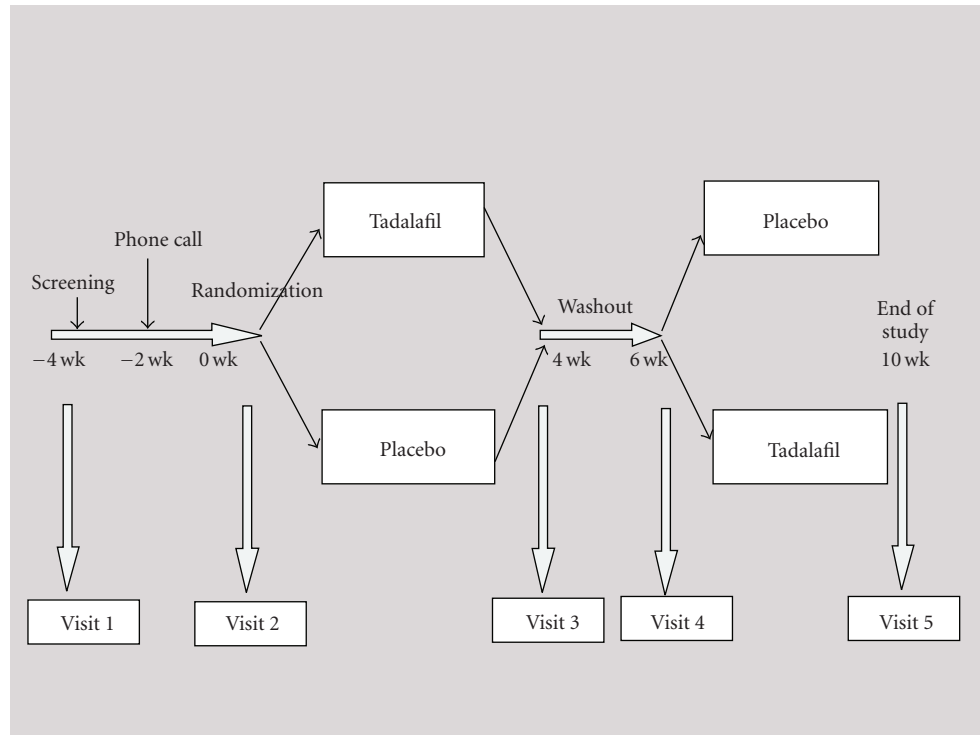 Tadalafil
Placebo
Phone call
Screening
Randomization
Washout
End of
study
−4 wk
−2 wk
0 wk
4 wk
6 wk
10 wk
Placebo
Tadalafil
Visit 1
Visit 2
Visit 3
Visit 4
Visit 5